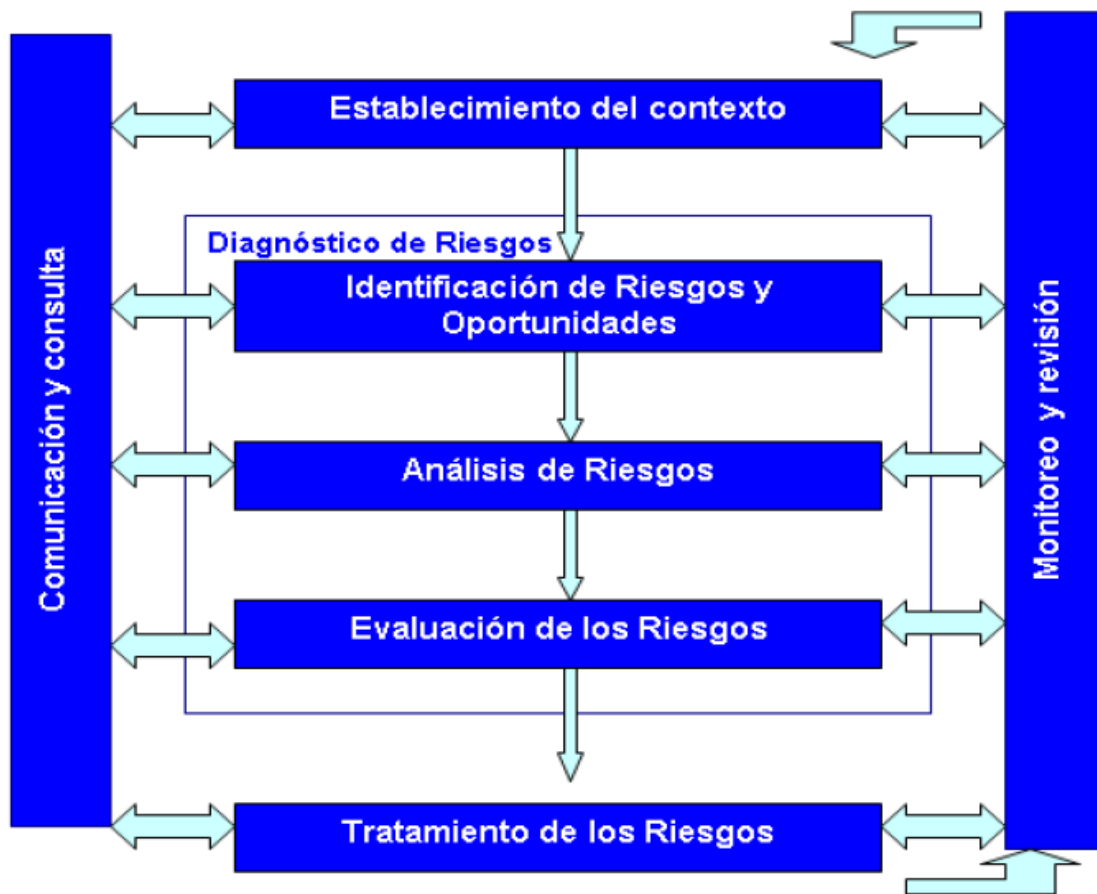 Establecimiento del contexto
Diagnóstico de Riesgos
Identificación de Riesgos y
Oportunidades
Análisis de Riesgos
Evaluación de los Riesgos
Tratamiento de los Riesgos
Comunicación y consulta
Monitoreo y revisión